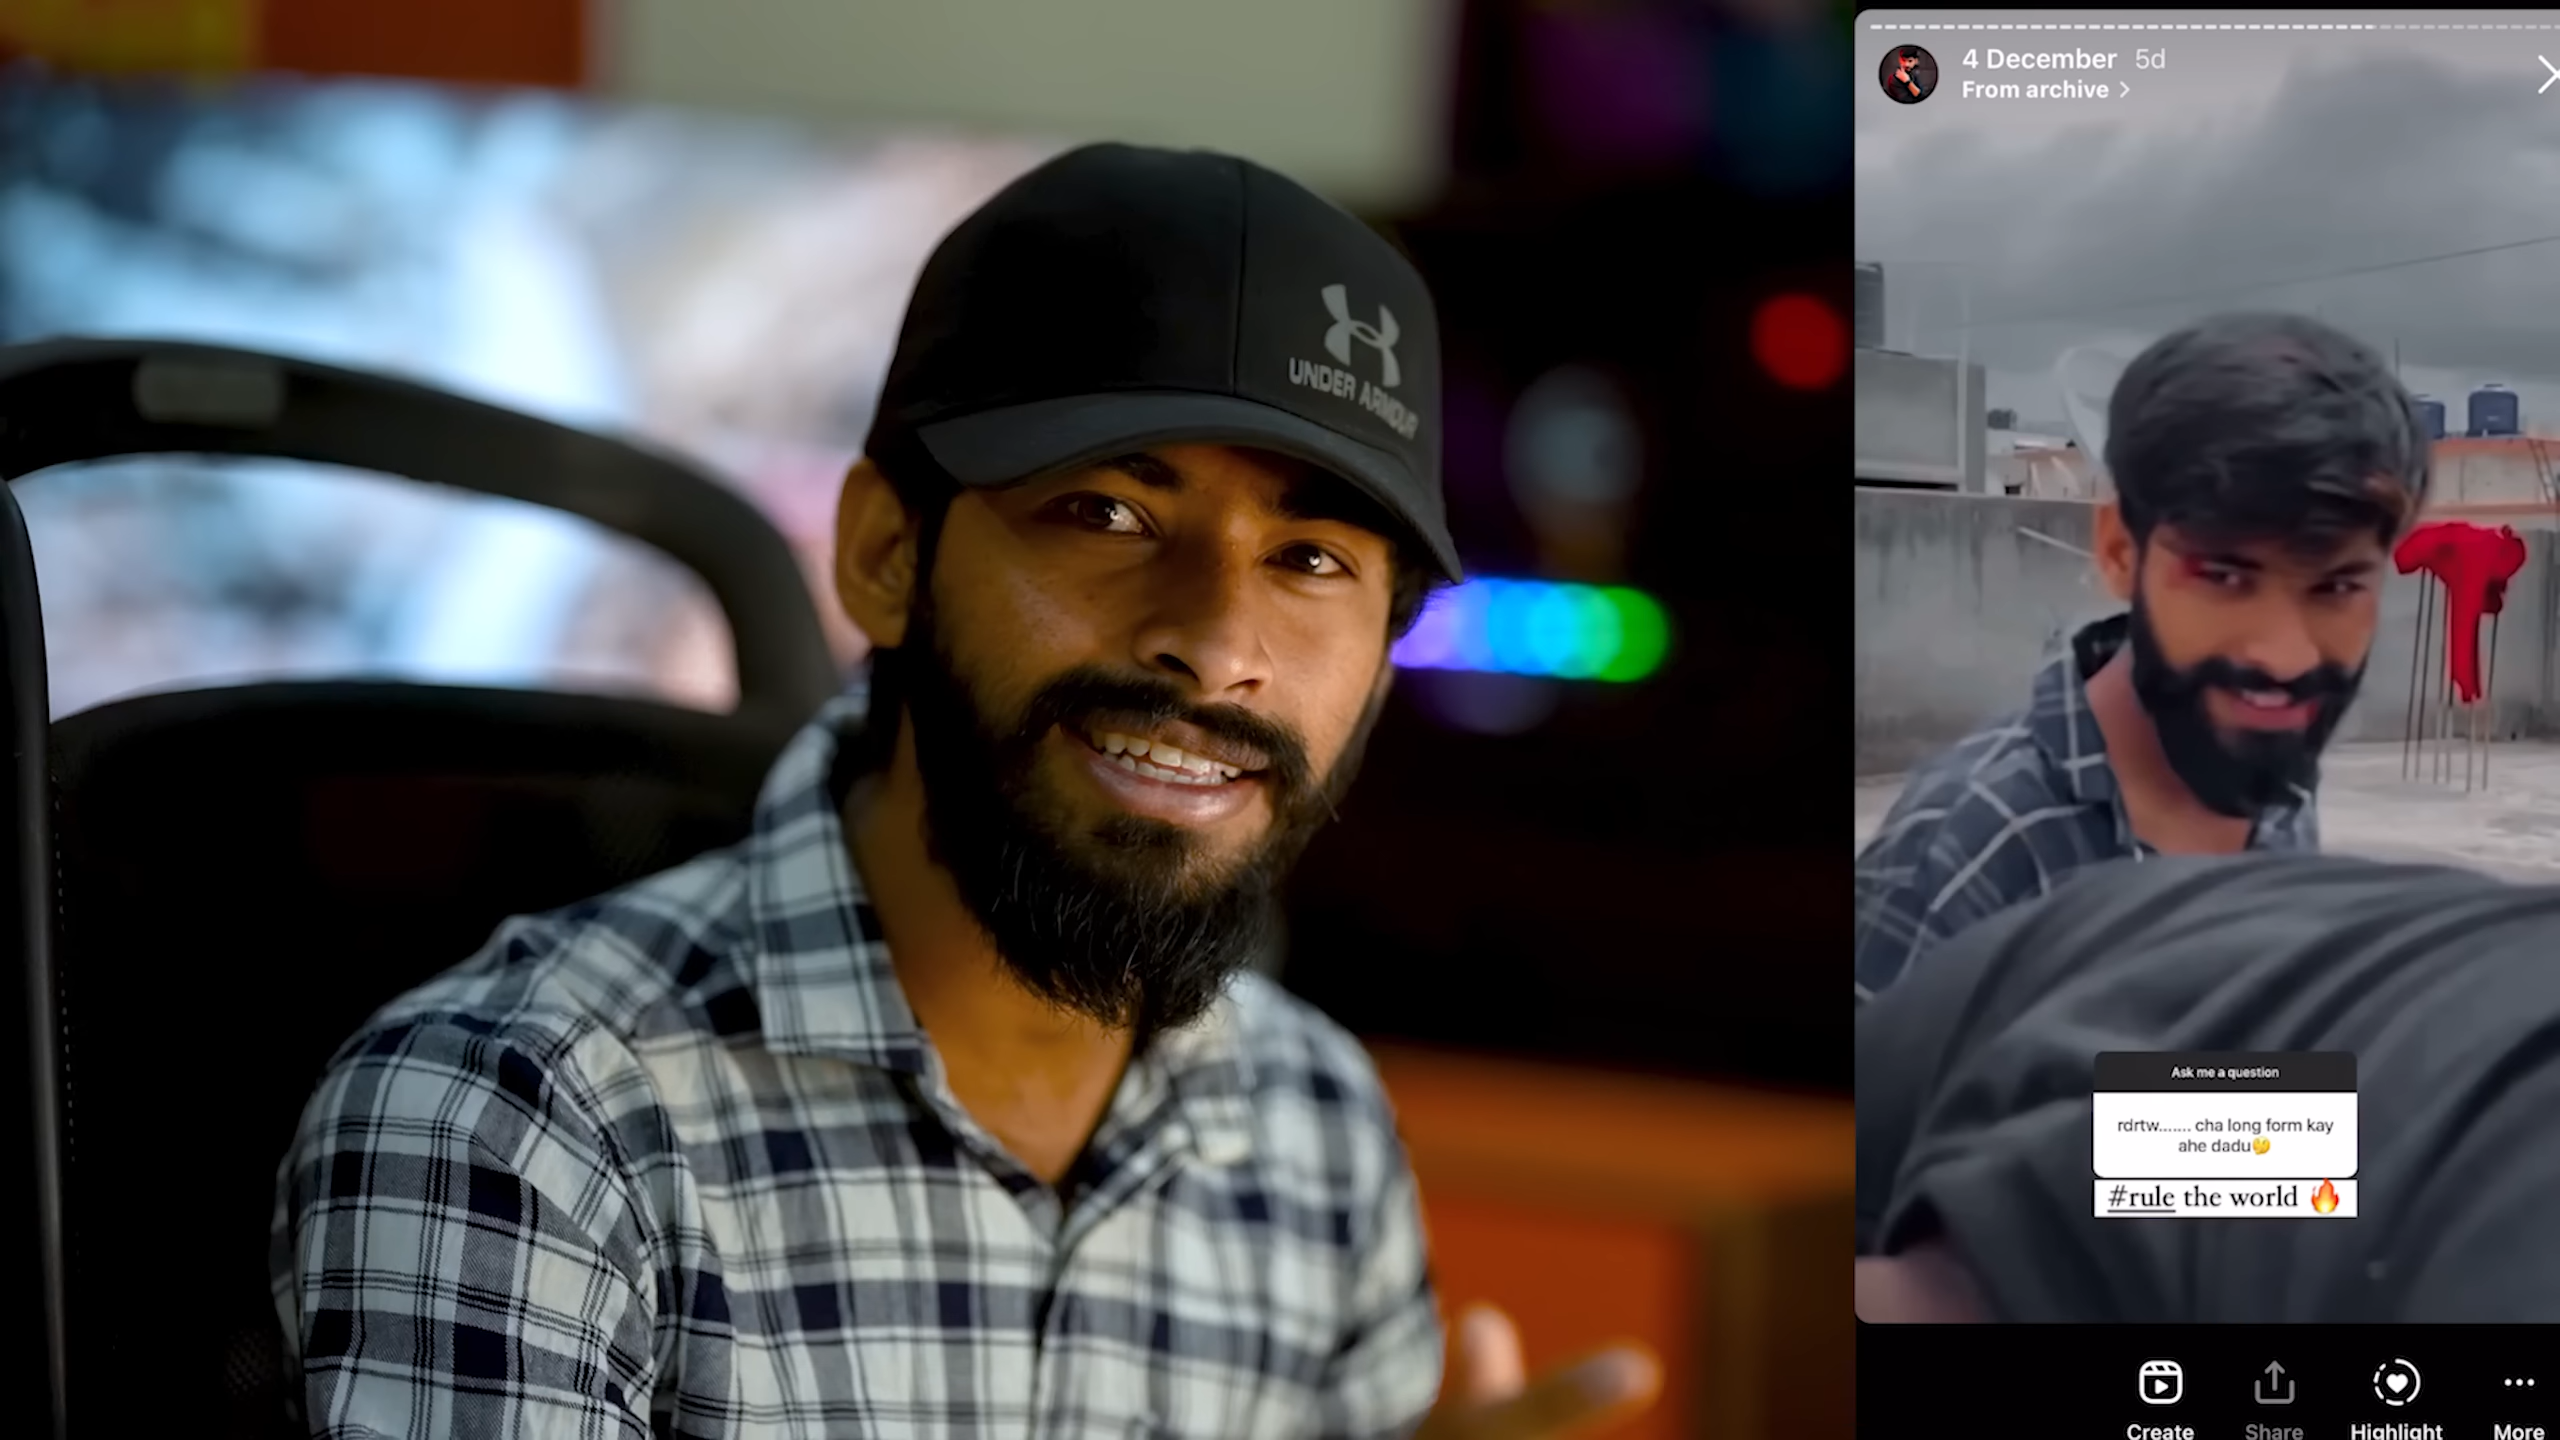 UNDER ARMOUR
4 December 5d
From archive >
Ask me a question
rdrtw....... cha long form kay
ahe dadu🤔
#rule the world 🔥
Create
Share
Highlight
More